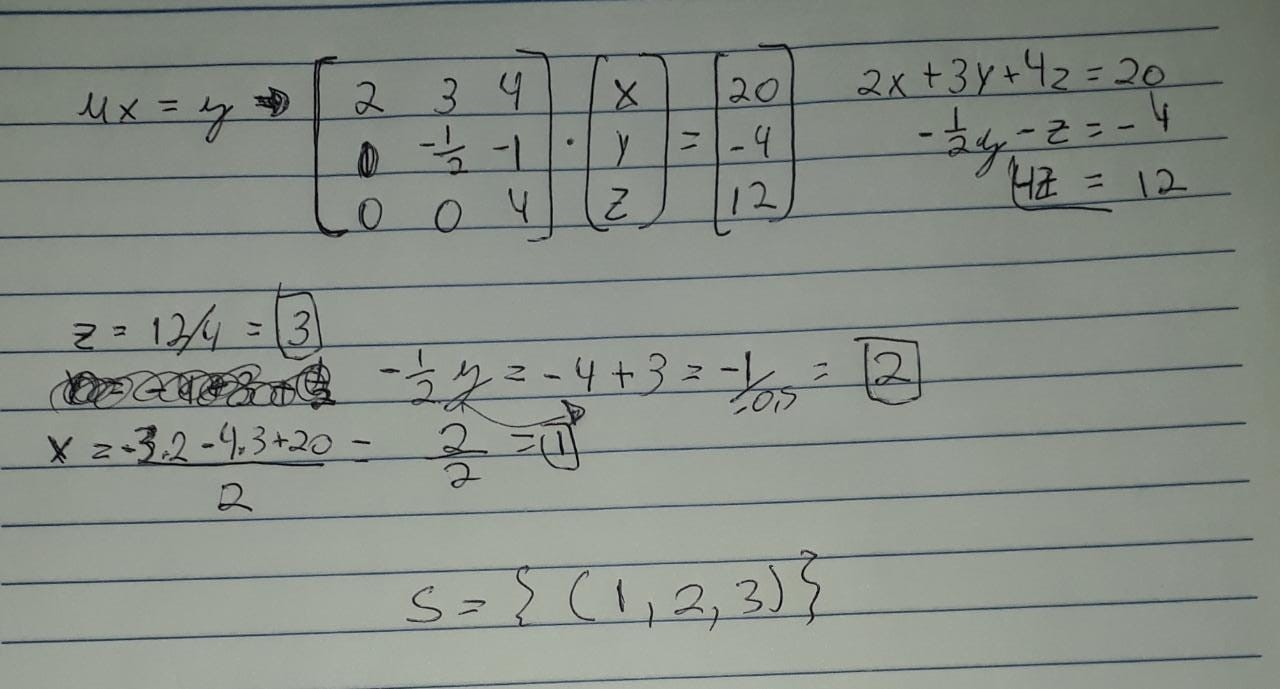 Ux = y ⇒ [2 3 4; 0 -1/2 -1; 0 0 4] · [x; y; z] = [20; -4; 12]
2x+3y+4z=20
-1/2y - z = -4
4z = 12
z = 12/4 = 3
-1/2 y = -4+3 = -1/-0,5 = 2
x = -3.2 -4.3+20 / 2 = 2/2 = 1
S = { (1, 2, 3) }